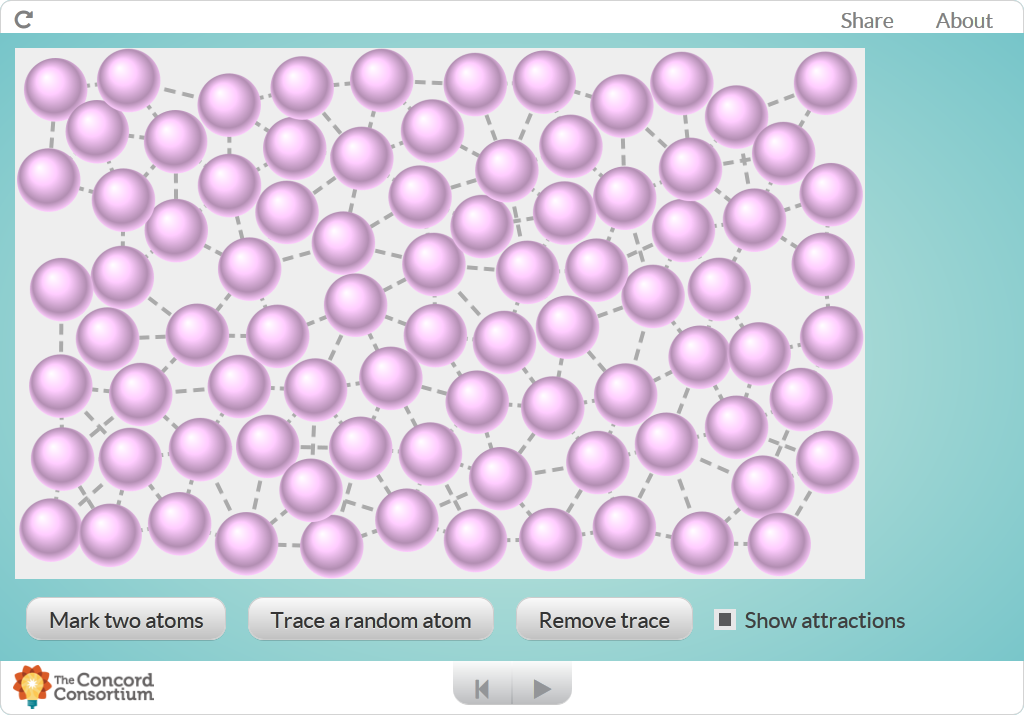 Share About
Mark two atoms Trace a random atom Remove trace Show attractions
The Concord
Consortium